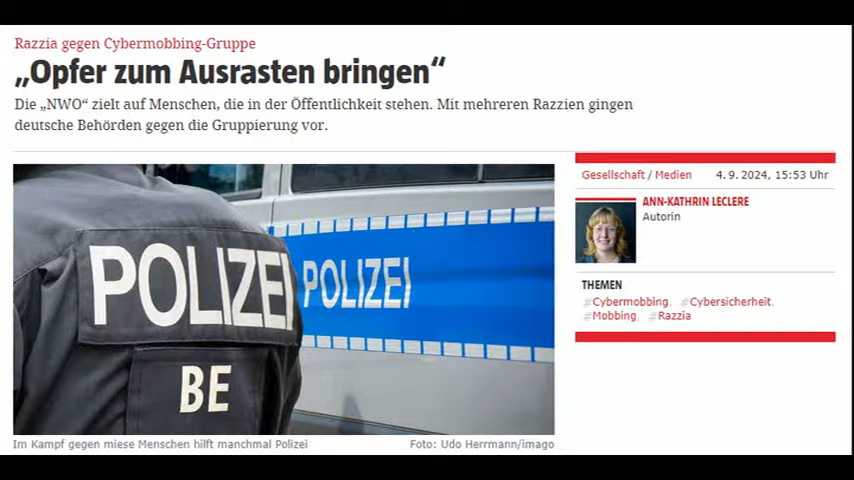 Razzia gegen Cybermobbing-Gruppe
„Opfer zum Ausrasten bringen“
Die „NWO“ zielt auf Menschen, die in der Öffentlichkeit stehen. Mit mehreren Razzien gingen
deutsche Behörden gegen die Gruppierung vor.
POLIZEI
BE
POLIZEI
Im Kampf gegen miese Menschen hilft manchmal Polizei
Foto: Udo Herrmann/imago
Gesellschaft / Medien
4. 9. 2024, 15:53 Uhr
ANN-KATHRIN LECLERE
Autorin
THEMEN
#Cybermobbing, #Cybersicherheit,
#Mobbing, #Razzia